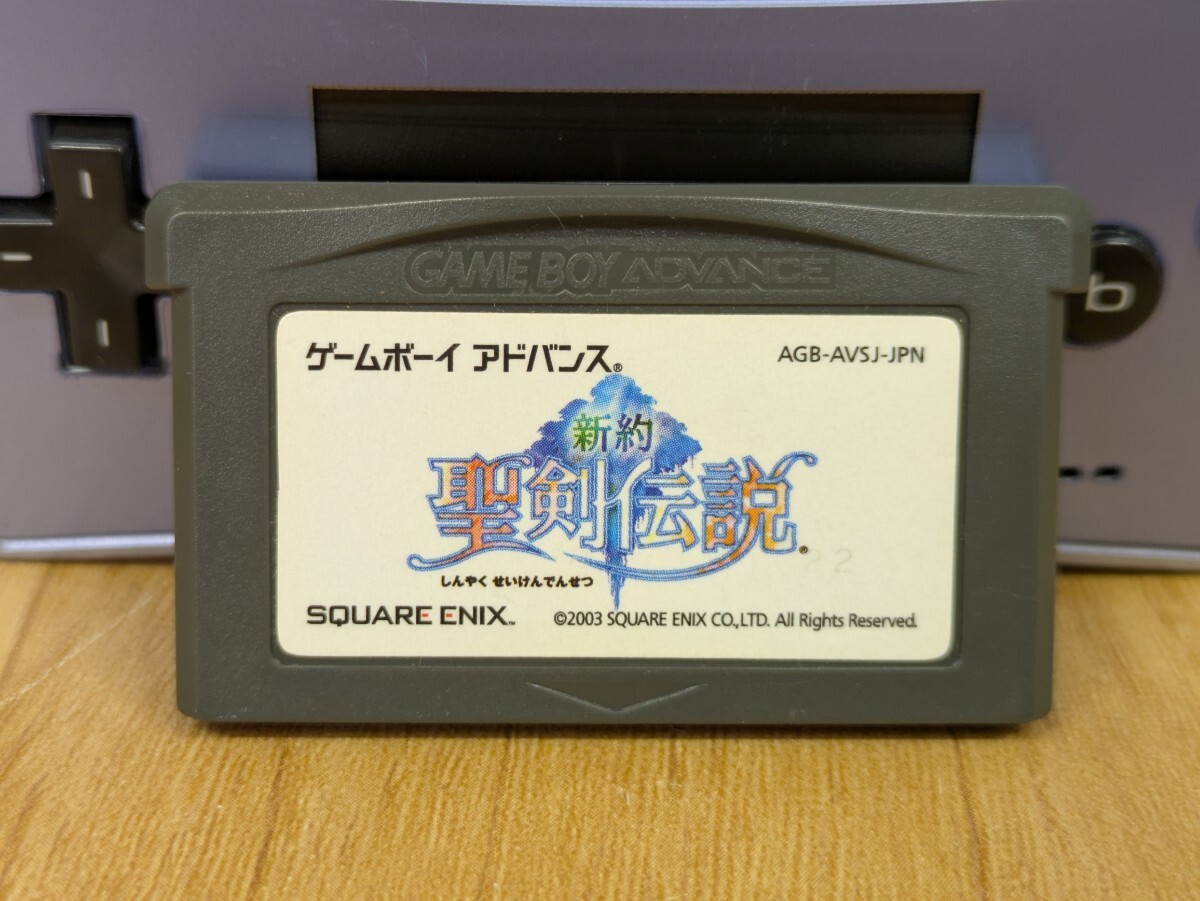 GAME BOY ADVANCE
b
ゲームボーイ アドバンス®
AGB-AVSJ-JPN
新約
聖剣伝説®
22
しんやく せいけんでんせつ
SQUARE ENIX™
©2003 SQUARE ENIX CO.,LTD. All Rights Reserved.